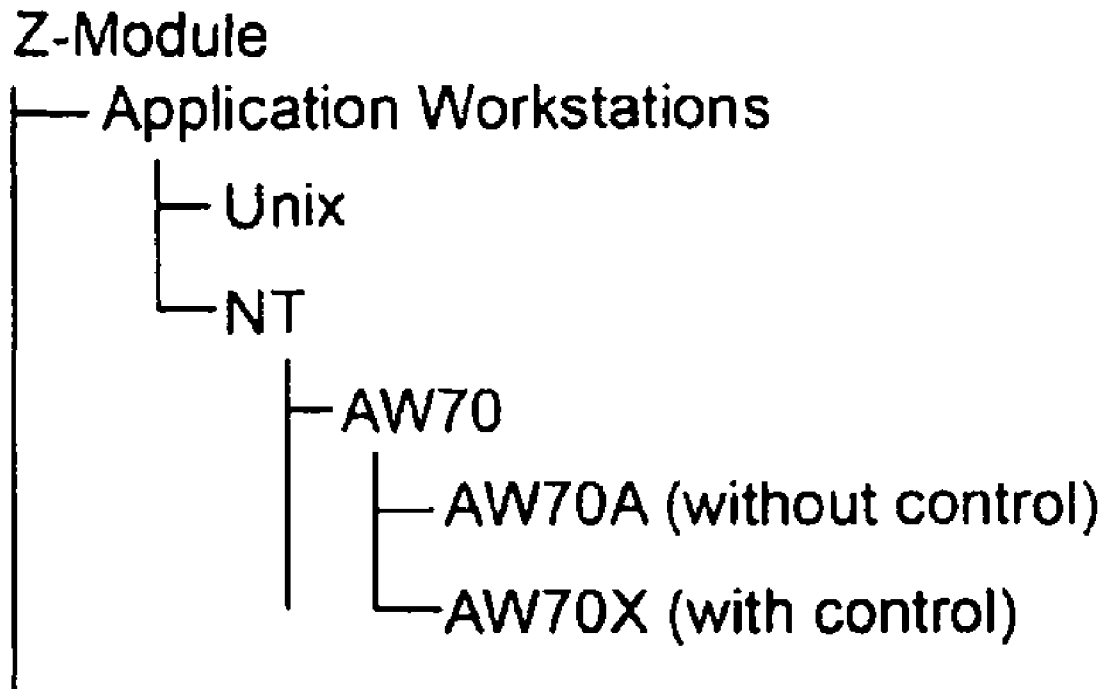 Z-Module
Application Workstations
Unix
NT
AW70
AW70A (without control)
AW70X (with control)